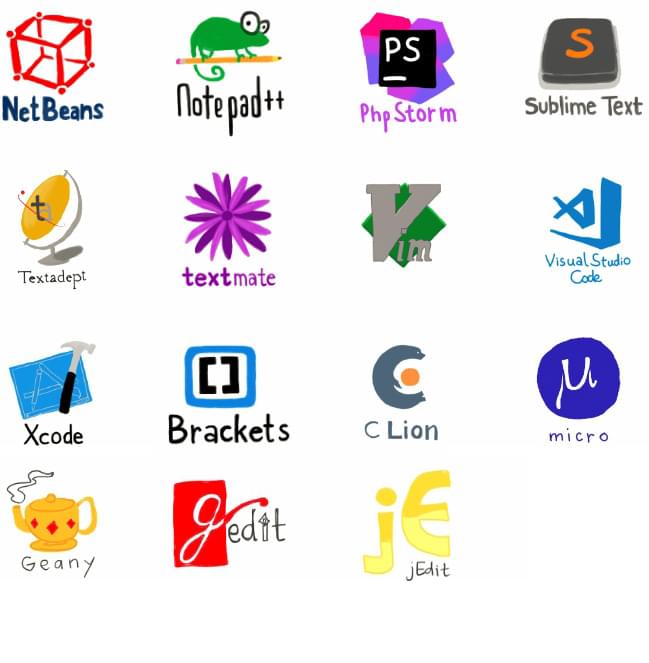 NetBeans
Notepad++
PS
PhpStorm
S
Sublime Text
ta
Textadept
textmate
Vim
Visual Studio
Code
Xcode
[]
Brackets
C
C Lion
μ
micro
Geany
gedit
jE
jEdit